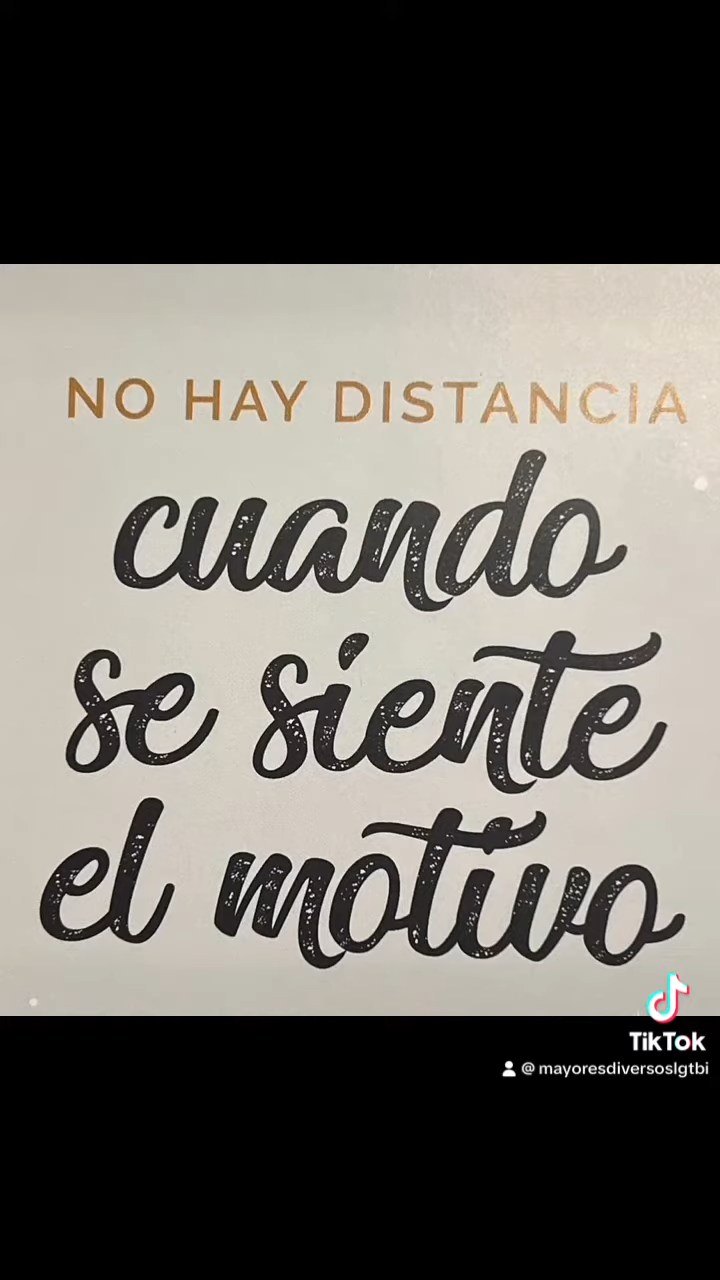 NO HAY DISTANCIA
cuando
se siente
el motivo
TikTok
@mayoresdiversoslgtbi